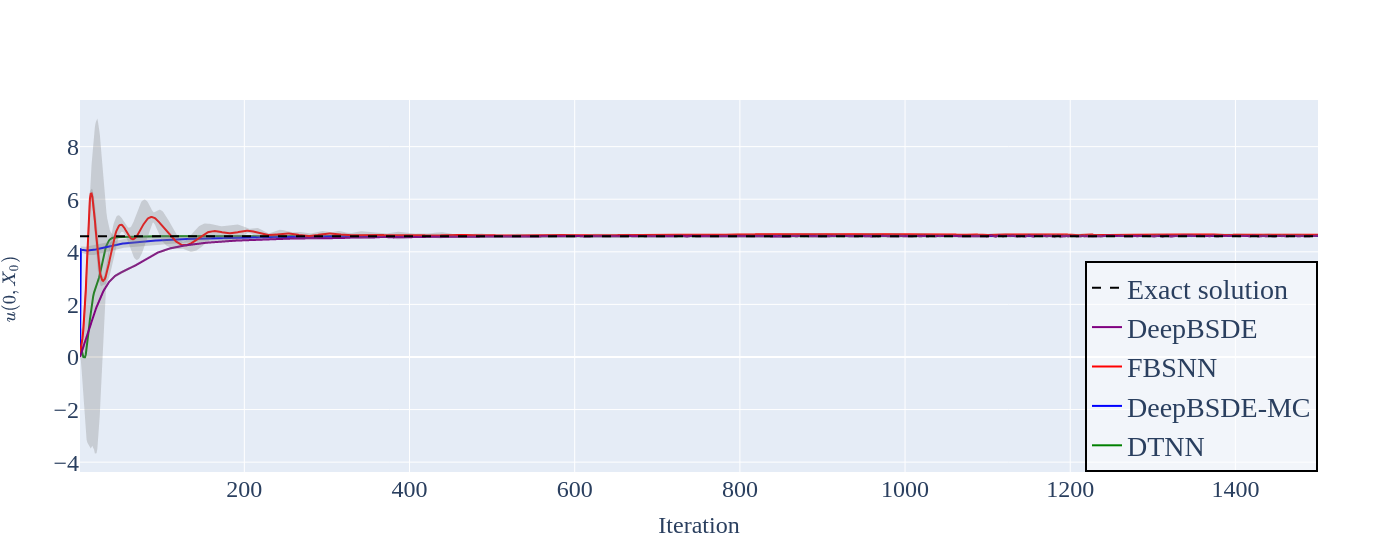 8
6
4
2
0
−2
−4
u(0, X₀)
200
400
600
800
1000
1200
1400
Iteration
Exact solution
DeepBSDE
FBSNN
DeepBSDE-MC
DTNN